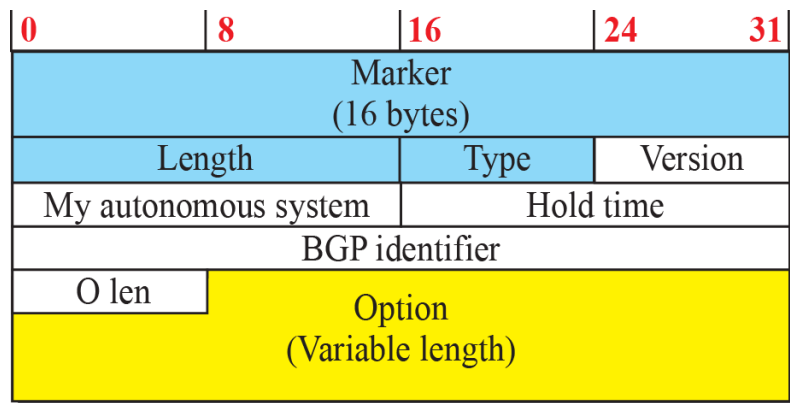 0 8 16 24 31
Marker
(16 bytes)
Length Type Version
My autonomous system Hold time
BGP identifier
O len
Option
(Variable length)